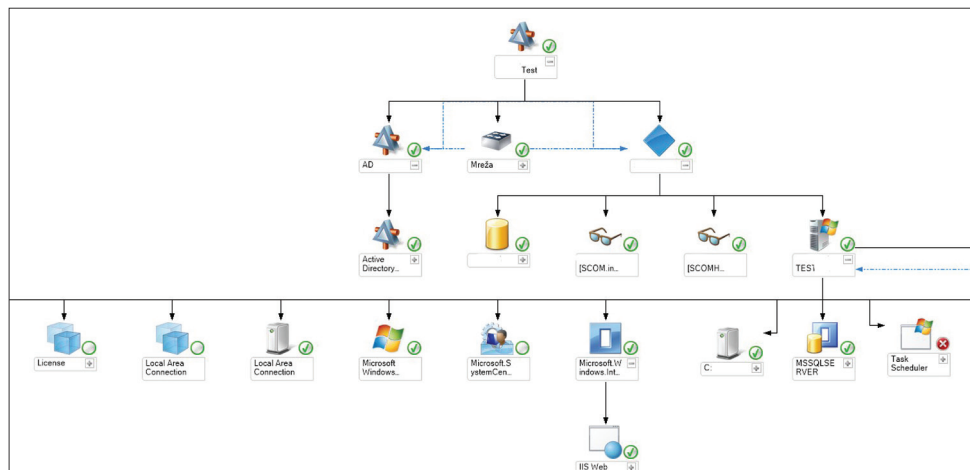 Test
AD
Mreža
Active
Directory...
[SCOM.in...
[SCOMH...
TEST
License
Local Area
Connection
Local Area
Connection
Microsoft
Windows...
Microsoft.S
ystemCen...
Microsoft.W
indows.Int...
C:
MSSQLSE
RVER
Task
Scheduler
IIS Web